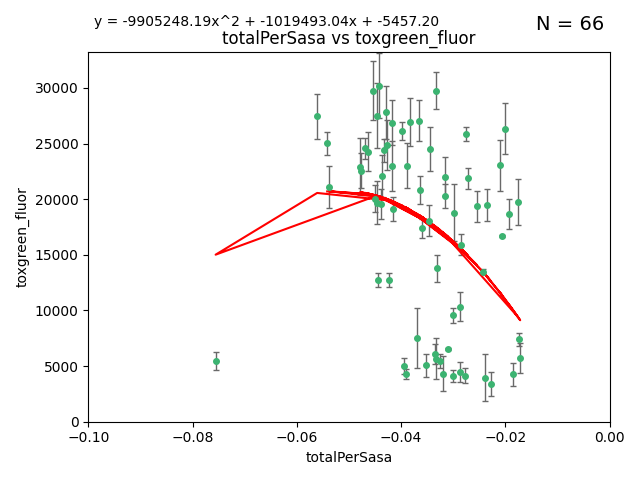 y = -9905248.19x^2 + -1019493.04x + -5457.20
N = 66
totalPerSasa vs toxgreen_fluor
30000
25000
20000
15000
10000
5000
0
toxgreen_fluor
−0.10
−0.08
−0.06
−0.04
−0.02
0.00
totalPerSasa